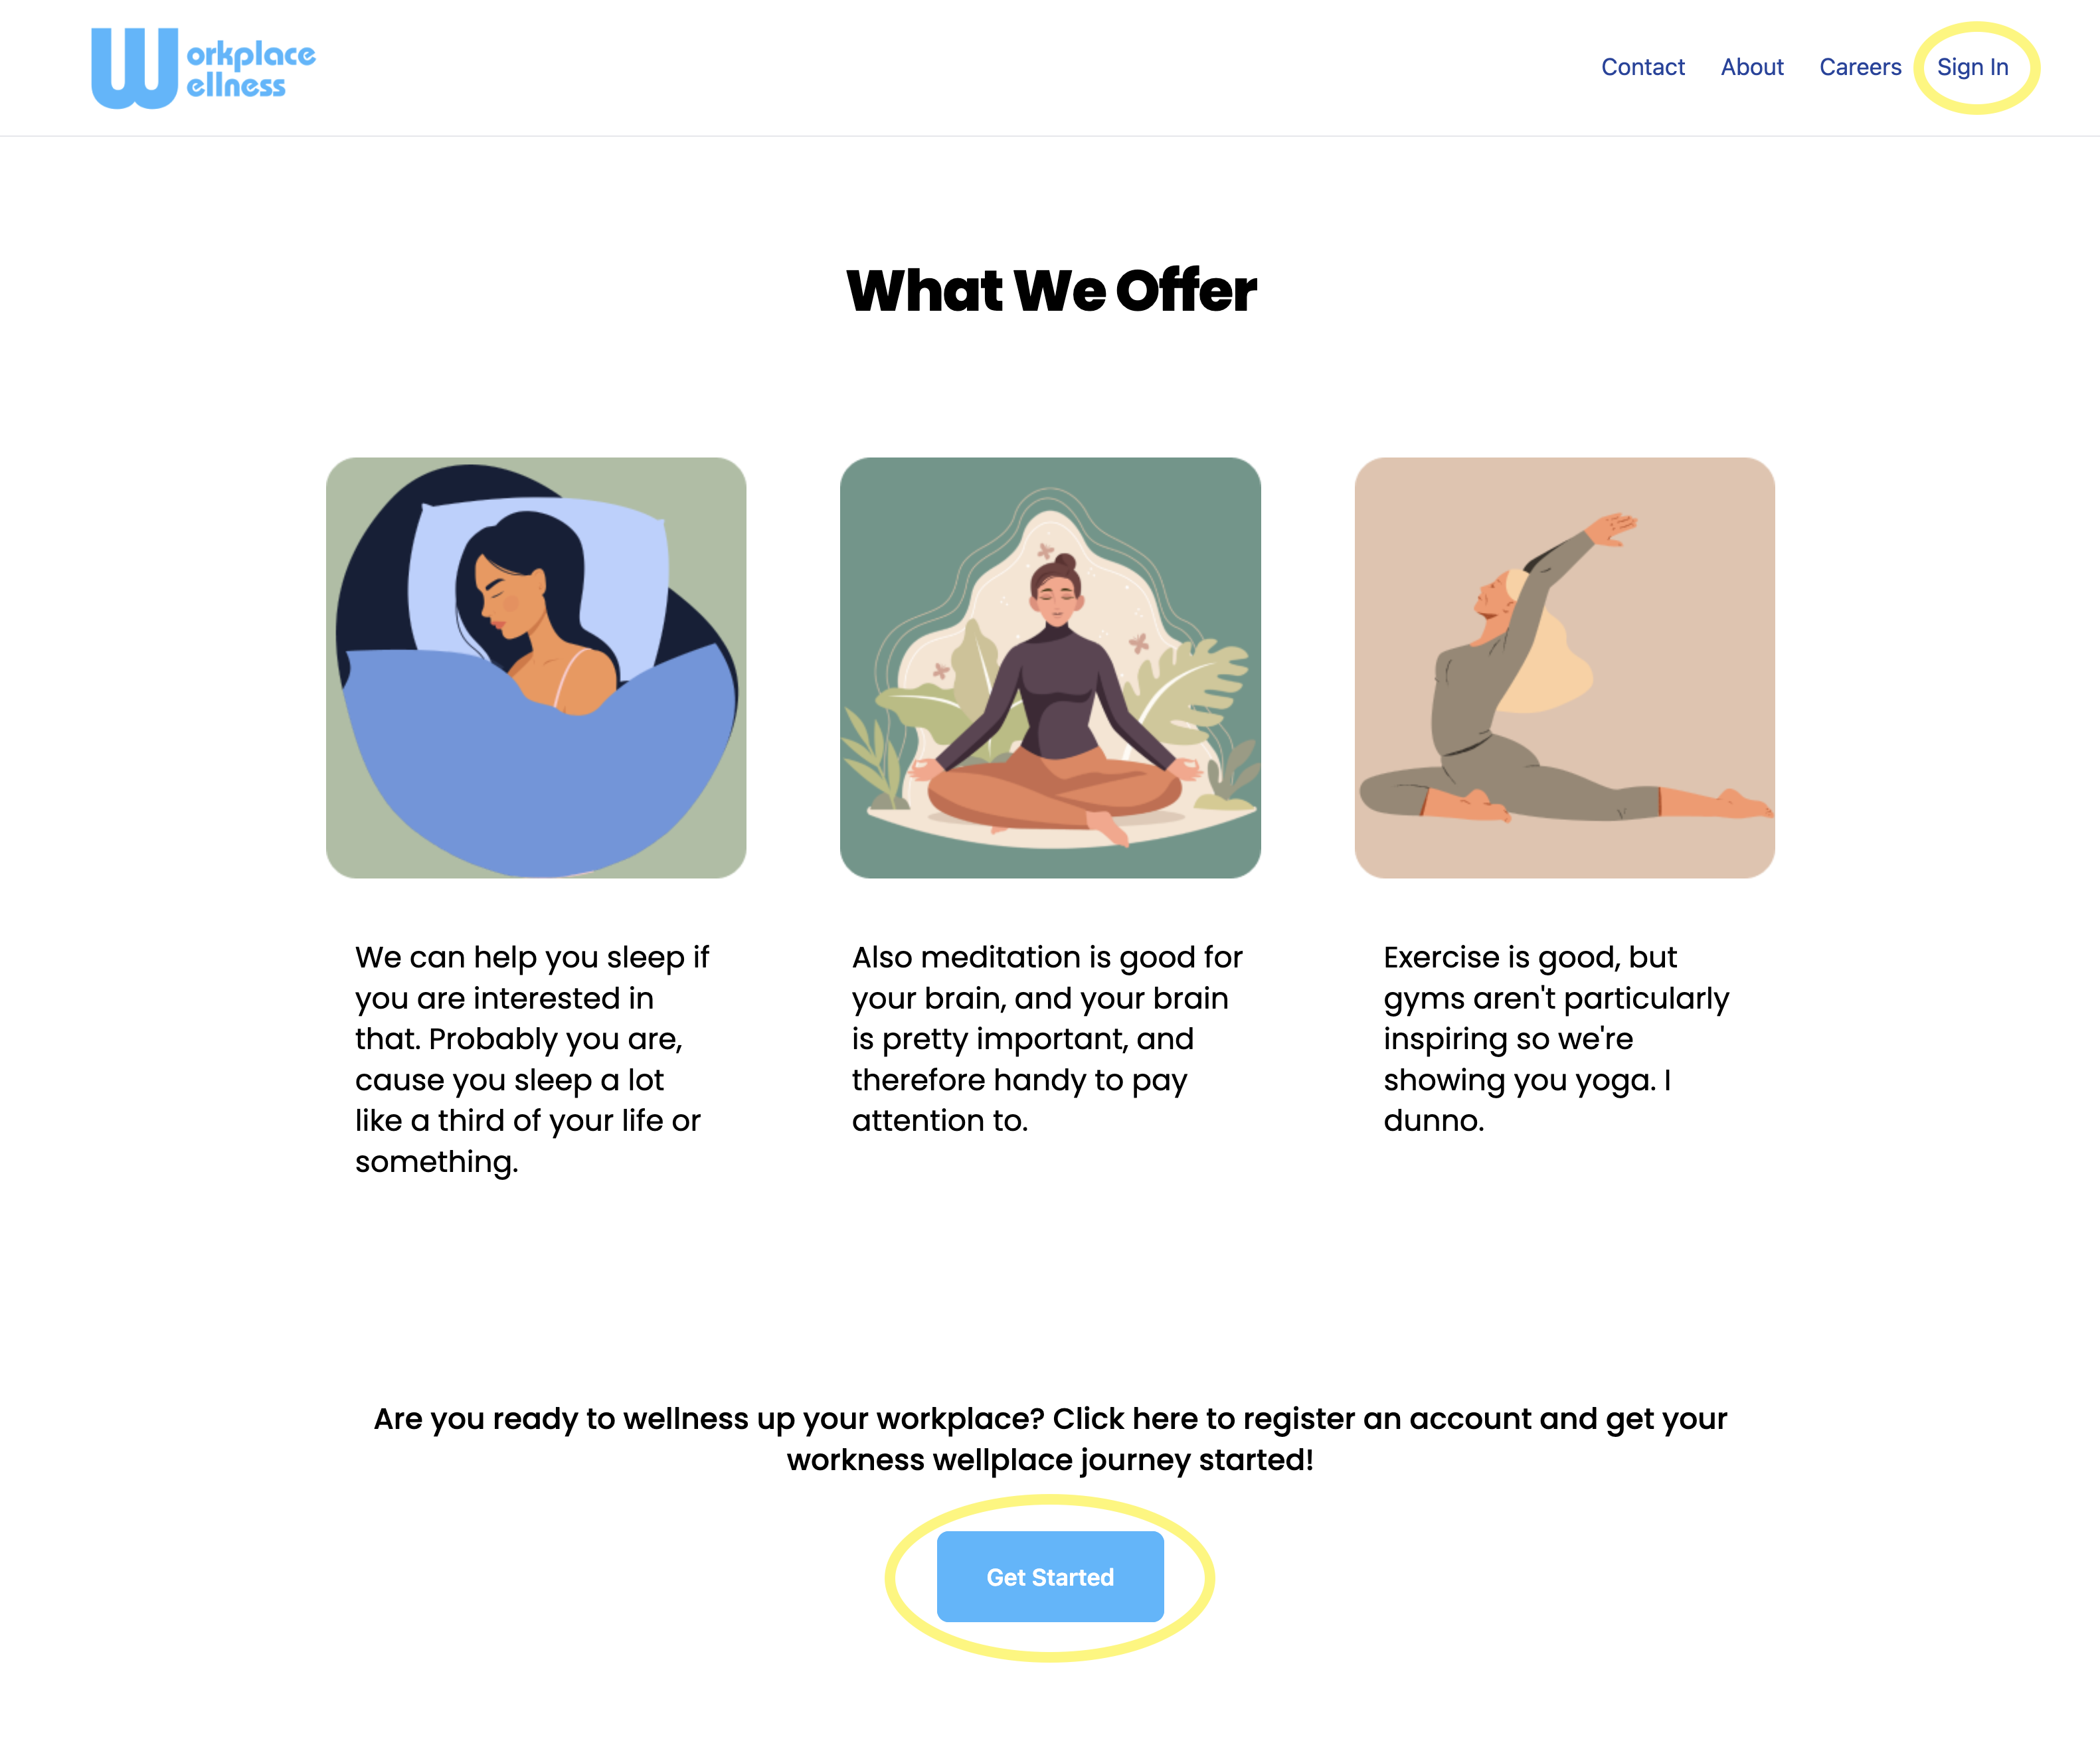 Workplace
Wellness
Contact About Careers Sign In
What We Offer
We can help you sleep if
you are interested in
that. Probably you are,
cause you sleep a lot
like a third of your life or
something.
Also meditation is good for
your brain, and your brain
is pretty important, and
therefore handy to pay
attention to.
Exercise is good, but
gyms aren't particularly
inspiring so we're
showing you yoga. I
dunno.
Are you ready to wellness up your workplace? Click here to register an account and get your
workness wellplace journey started!
Get Started